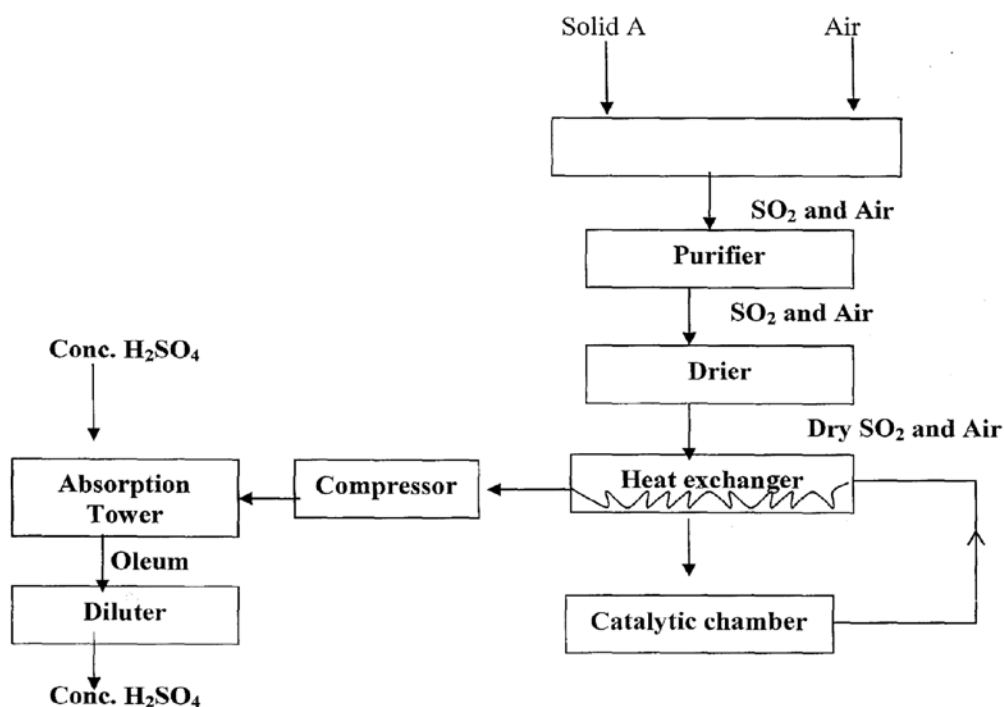 Solid A
Air
SO₂ and Air
Purifier
SO₂ and Air
Drier
Dry SO₂ and Air
Heat exchanger
Catalytic chamber
Compressor
Conc. H₂SO₄
Absorption
Tower
Oleum
Diluter
Conc. H₂SO₄